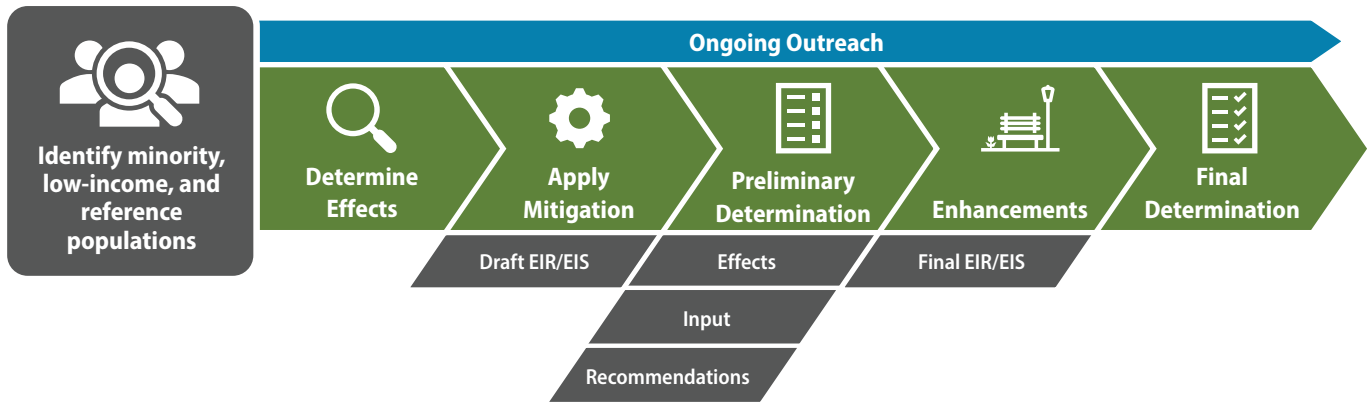 Identify minority,
low-income, and
reference
populations
Ongoing Outreach
Determine
Effects
Apply
Mitigation
Preliminary
Determination
Enhancements
Final
Determination
Draft EIR/EIS
Effects
Final EIR/EIS
Input
Recommendations